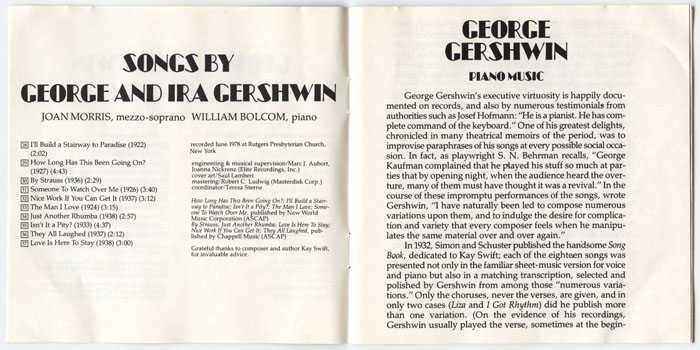 SONGS BY
GEORGE AND IRA GERSHWIN
JOAN MORRIS, mezzo-soprano WILLIAM BOLCOM, piano
I'll Build a Stairway to Paradise (1922)
(2:02)
How Long Has This Been Going On?
(1927) (4:43)
By Strauss (1936) (2:29)
Someone To Watch Over Me (1926) (3:40)
Nice Work If You Can Get It (1937) (3:12)
The Man I Love (1924) (3:15)
Just Another Rhumba (1938) (2:57)
Isn't It a Pity? (1933) (4:37)
They All Laughed (1937) (2:12)
Love Is Here To Stay (1938) (3:00)
recorded June 1978 at Rutgers Presbyterian Church,
New York
engineering & musical supervision/Marc J. Aubort,
Joanna Nickrenz (Elite Recordings, Inc.)
mastering/Robert C. Ludwig (Masterdisk Corp.)
cover art/Saul Lambert
coordinator/Teresa Sterne
How Long Has This Been Going On?; I'll Build a Stair-
way to Paradise; Isn't It a Pity?; The Man I Love; Some-
one To Watch Over Me, published by New World
Music Corporation (ASCAP)
By Strauss; Just Another Rhumba; Love Is Here To Stay;
Nice Work If You Can Get It; They All Laughed, pub-
lished by Chappell Music (ASCAP)
Grateful thanks to composer and author Kay Swift,
for invaluable advice.
GEORGE
GERSHWIN
PIANO MUSIC
George Gershwin's executive virtuosity is happily docu-
mented on records, and also by numerous testimonials from
authorities such as Josef Hofmann: "He is a pianist. He has com-
plete command of the keyboard." One of his greatest delights,
chronicled in many theatrical memoirs of the period, was to
improvise paraphrases of his songs at every possible social occa-
sion. In fact, as playwright S. N. Behrman recalls, "George
Kaufman complained that he played his stuff so much at par-
ties that by opening night, when the audience heard the over-
ture, many of them must have thought it was a revival." In the
course of these impromptu performances of the songs, wrote
Gershwin, "I have naturally been led to compose numerous
variations upon them, and to indulge the desire for complica-
tion and variety that every composer feels when he manipu-
lates the same material over and over again."
In 1932, Simon and Schuster published the handsome Song
Book, dedicated to Kay Swift; each of the eighteen songs was
presented not only in the familiar sheet-music version for voice
and piano but also in a matching transcription, selected and
polished by Gershwin from among those "numerous varia-
tions." Only the choruses, never the verses, are given, and in
only two cases (Liza and I Got Rhythm) did he publish more
than one variation. (On the evidence of his recordings,
Gershwin usually played the verse, sometimes at the begin-